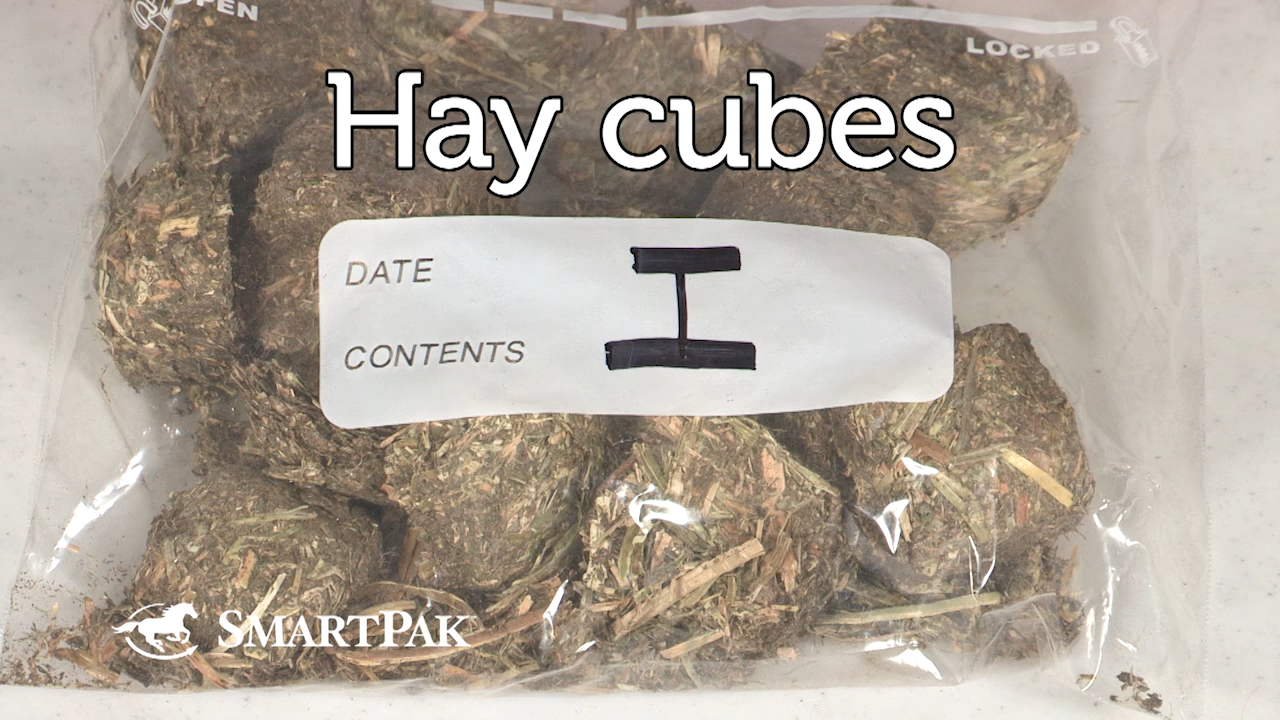 OPEN
LOCKED
Hay cubes
DATE
I
CONTENTS
SMARTPAK